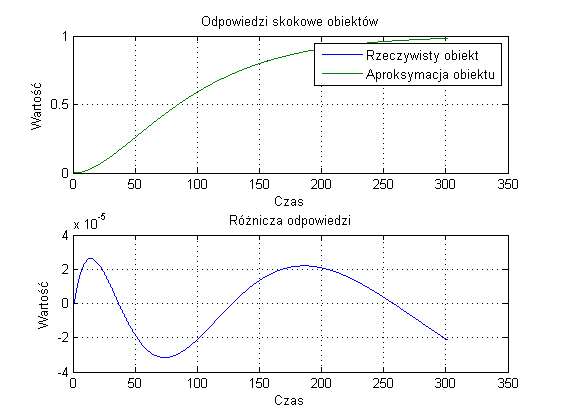 Odpowiedzi skokowe obiektów
Wartość
1
0.5
0
Rzeczywisty obiekt
Aproksymacja obiektu
0 50 100 150 200 250 300 350
Czas
x 10^-5
Różnicza odpowiedzi
Wartość
4
2
0
-2
-4
0 50 100 150 200 250 300 350
Czas